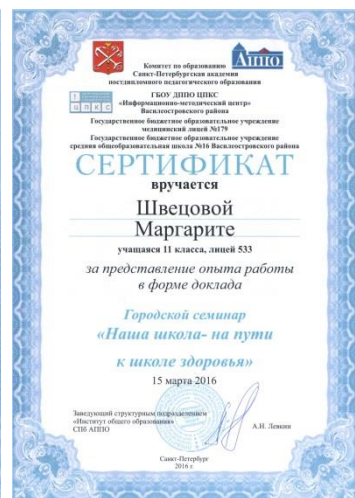 АППО
Комитет по образованию
Санкт-Петербургская академия
постдипломного педагогического образования
ЦПКС
ГБОУ ДППО ЦПКС
«Информационно-методический центр»
Василеостровского района
Государственное бюджетное образовательное учреждение
медицинский лицей №179
Государственное бюджетное образовательное учреждение
средняя общеобразовательная школа №16 Василеостровского района
СЕРТИФИКАТ
вручается
Швецовой
Маргарите
учащаяся 11 класса, лицей 533
за представление опыта работы
в форме доклада
Городской семинар
«Наша школа- на пути
к школе здоровья»
15 марта 2016
Заведующий структурным подразделением
«Институт общего образования»
СПб АППО
А.Н. Левкин
Санкт-Петербург
2016 г.